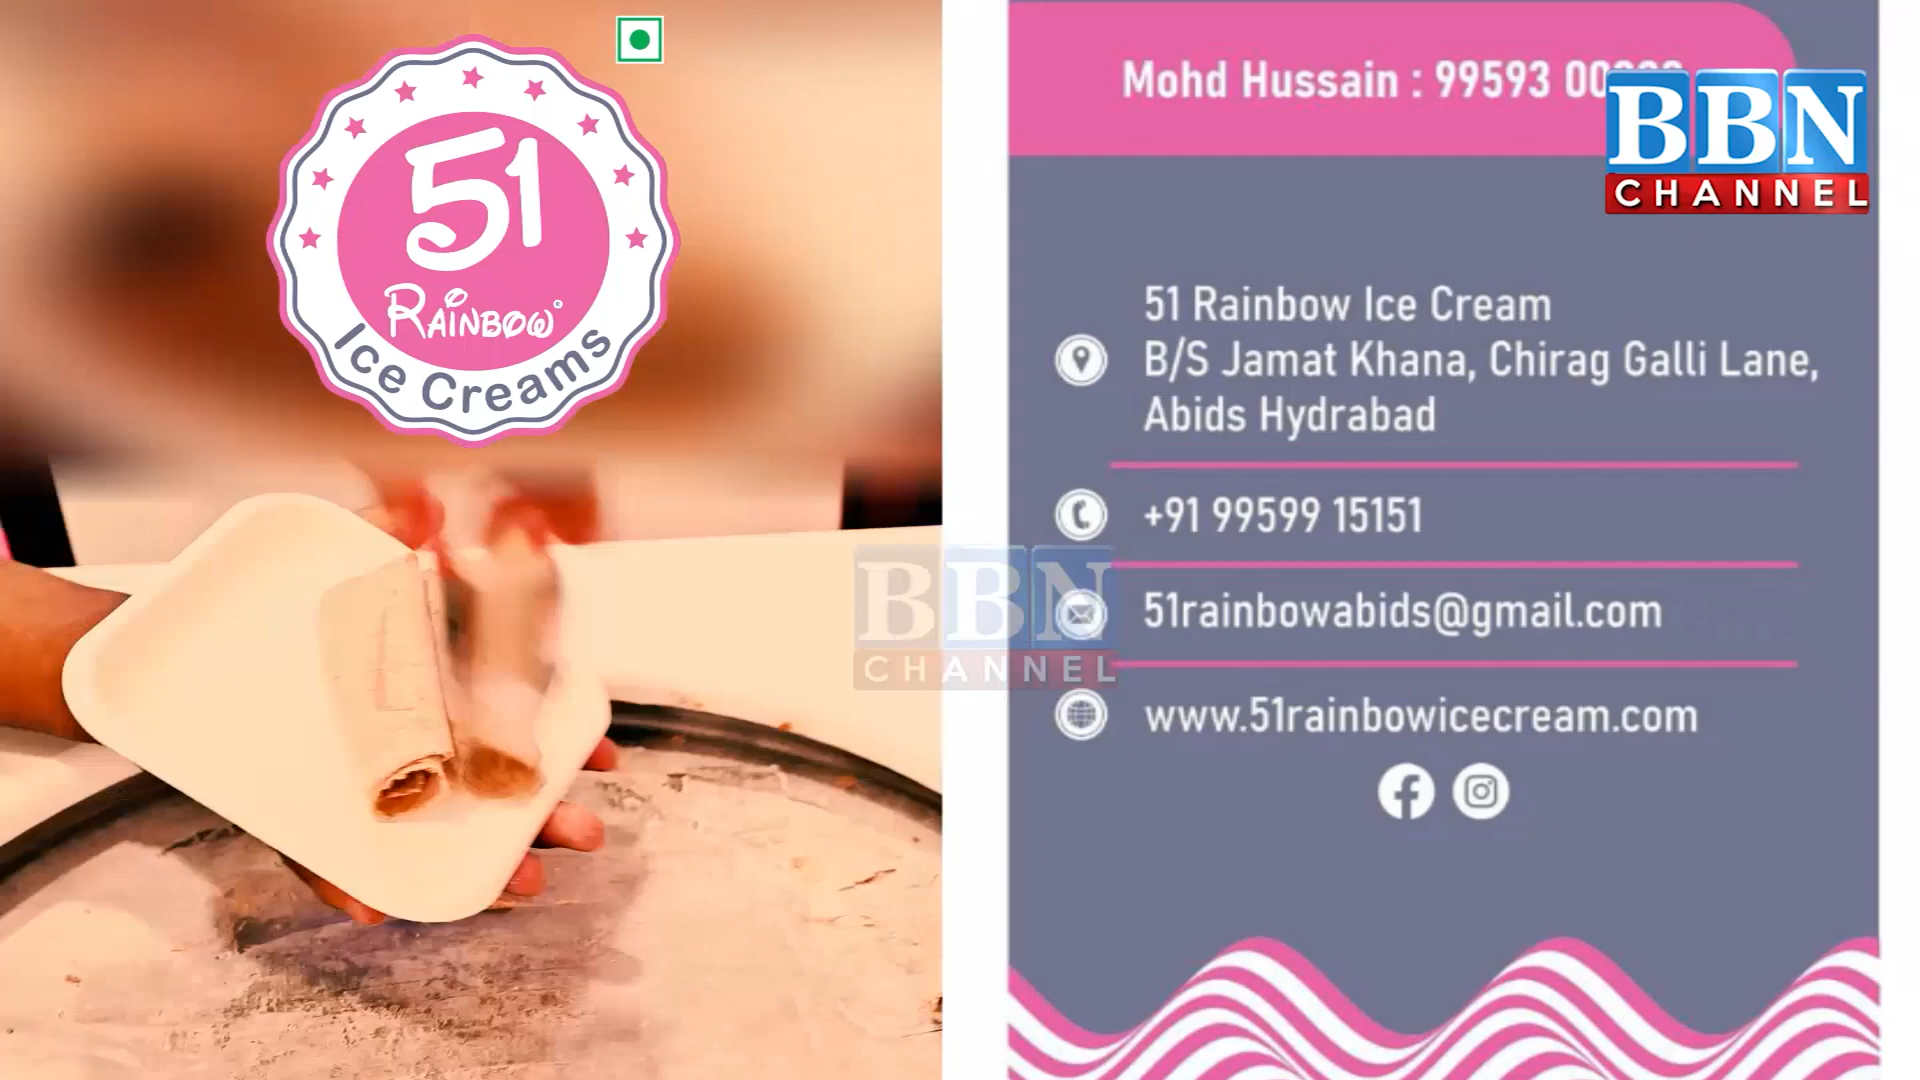 51
RAINBOW
Ice Creams
Mohd Hussain : 99593
BBN
CHANNEL
51 Rainbow Ice Cream
B/S Jamat Khana, Chirag Galli Lane,
Abids Hydrabad
+91 99599 15151
51rainbowabids@gmail.com
www.51rainbowicecream.com
BBN
CHANNEL